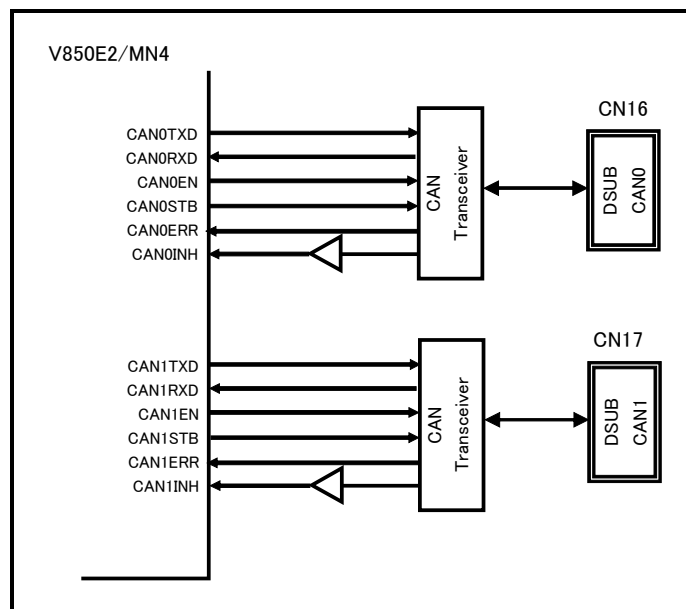 V850E2/MN4
CAN0TXD
CAN0RXD
CAN0EN
CAN0STB
CAN0ERR
CAN0INH
CAN
Transceiver
CN16
DSUB
CAN0
CAN1TXD
CAN1RXD
CAN1EN
CAN1STB
CAN1ERR
CAN1INH
CAN
Transceiver
CN17
DSUB
CAN1